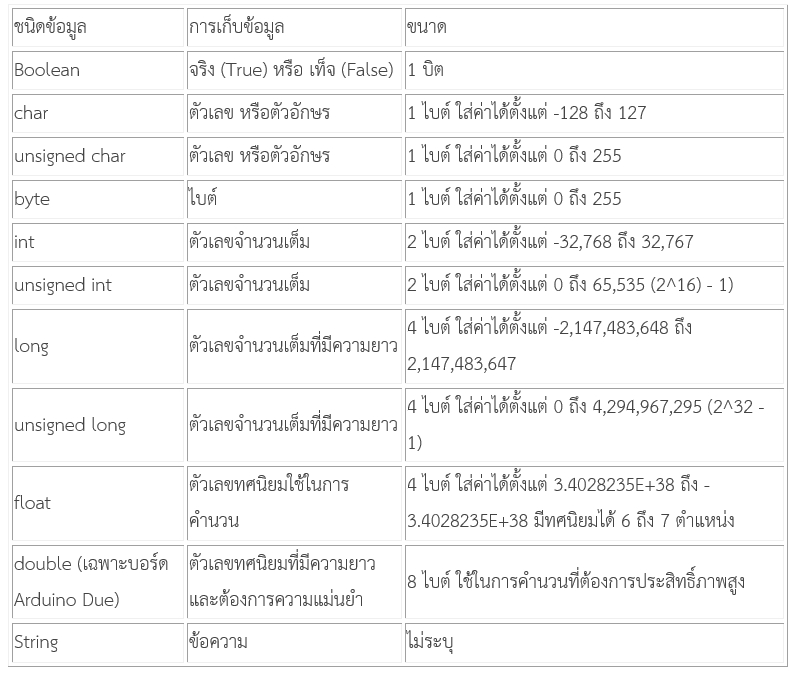 ชนิดข้อมูล การเก็บข้อมูล ขนาด
Boolean จริง (True) หรือ เท็จ (False) 1 บิต
char ตัวเลข หรือตัวอักษร 1 ไบต์ ใส่ค่าได้ตั้งแต่ -128 ถึง 127
unsigned char ตัวเลข หรือตัวอักษร 1 ไบต์ ใส่ค่าได้ตั้งแต่ 0 ถึง 255
byte ไบต์ 1 ไบต์ ใส่ค่าได้ตั้งแต่ 0 ถึง 255
int ตัวเลขจำนวนเต็ม 2 ไบต์ ใส่ค่าได้ตั้งแต่ -32,768 ถึง 32,767
unsigned int ตัวเลขจำนวนเต็ม 2 ไบต์ ใส่ค่าได้ตั้งแต่ 0 ถึง 65,535 (2^16) - 1)
long ตัวเลขจำนวนเต็มที่มีความยาว 4 ไบต์ ใส่ค่าได้ตั้งแต่ -2,147,483,648 ถึง
2,147,483,647
unsigned long ตัวเลขจำนวนเต็มที่มีความยาว 4 ไบต์ ใส่ค่าได้ตั้งแต่ 0 ถึง 4,294,967,295 (2^32 -
1)
float ตัวเลขทศนิยมใช้ในการ
คำนวน 4 ไบต์ ใส่ค่าได้ตั้งแต่ 3.4028235E+38 ถึง -
3.4028235E+38 มีทศนิยมได้ 6 ถึง 7 ตำแหน่ง
double (เฉพาะบอร์ด
Arduino Due) ตัวเลขทศนิยมที่มีความยาว
และต้องการความแม่นยำ 8 ไบต์ ใช้ในการคำนวนที่ต้องการประสิทธิ์ภาพสูง
String ข้อความ ไม่ระบุ